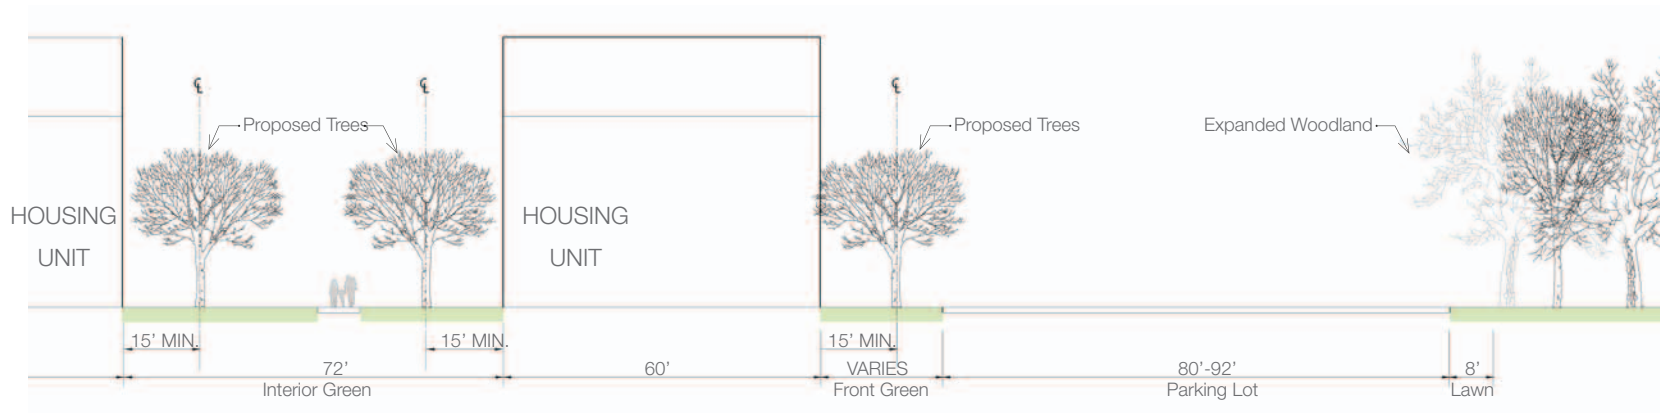 ℄
℄
℄
Proposed Trees
Proposed Trees
Expanded Woodland
HOUSING
UNIT
HOUSING
UNIT
15’ MIN.
15’ MIN.
15’ MIN.
72’
Interior Green
60’
VARIES
Front Green
80’-92’
Parking Lot
8’
Lawn